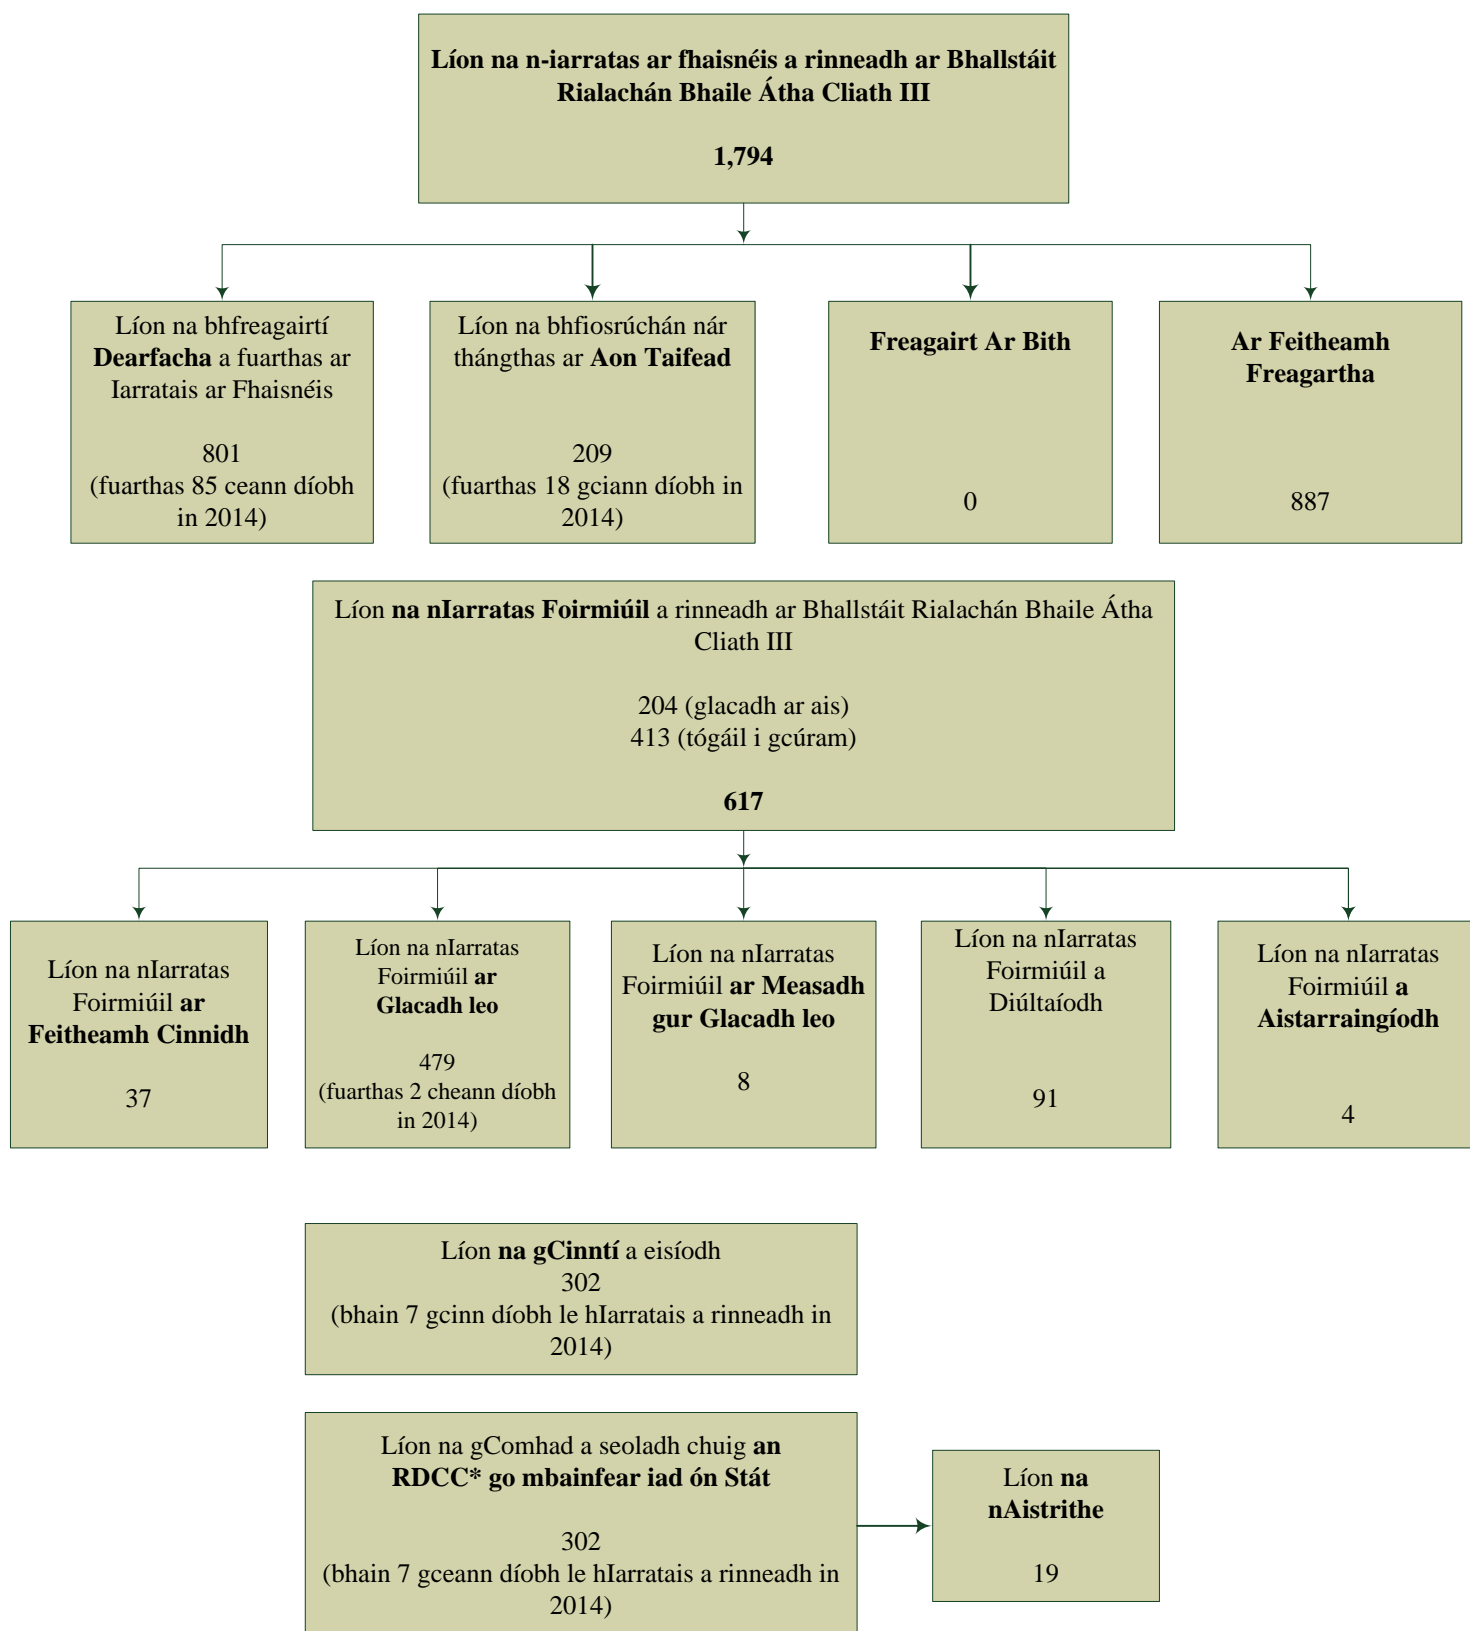 Líon na n-iarratas ar fhaisnéis a rinneadh ar Bhallstáit
Rialachán Bhaile Átha Cliath III
1,794
Líon na bhfreagairtí
Dearfacha a fuarthas ar
Iarratais ar Fhaisnéis
801
(fuarthas 85 ceann díobh
in 2014)
Líon na bhfiosrúchán nár
thángthas ar Aon Taifead
209
(fuarthas 18 gciann díobh in
2014)
Freagairt Ar Bith
0
Ar Feitheamh
Freagartha
887
Líon na nIarratas Foirmiúil a rinneadh ar Bhallstáit Rialachán Bhaile Átha
Cliath III
204 (glacadh ar ais)
413 (tógáil i gcúram)
617
Líon na nIarratas
Foirmiúil ar
Feitheamh Cinnidh
37
Líon na nIarratas
Foirmiúil ar
Glacadh leo
479
(fuarthas 2 cheann díobh
in 2014)
Líon na nIarratas
Foirmiúil ar Measadh
gur Glacadh leo
8
Líon na nIarratas
Foirmiúil a
Diúltaíodh
91
Líon na nIarratas
Foirmiúil a
Aistarraingíodh
4
Líon na gCinntí a eisíodh
302
(bhain 7 gcinn díobh le hIarratais a rinneadh in
2014)
Líon na gComhad a seoladh chuig an
RDCC* go mbainfear iad ón Stát
302
(bhain 7 gceann díobh le hIarratais a rinneadh in
2014)
Líon na
nAistrithe
19